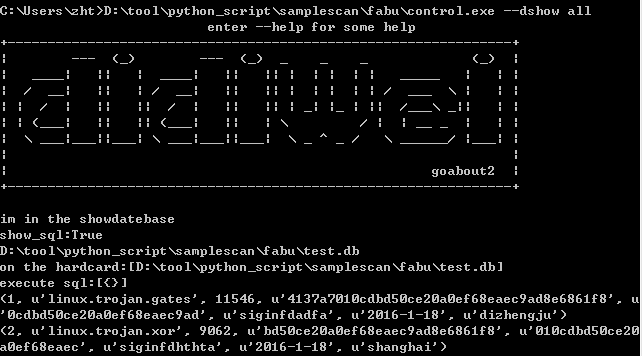 C:\Users\zht>D:\tool\python_script\samplescan\fabu\control.exe --dshow all
enter --help for some help
goabout2
im in the showdatebase
show_sql:True
D:\tool\python_script\samplescan\fabu\test.db
on the hardcard:[D:\tool\python_script\samplescan\fabu\test.db]
execute sql:[{}]
(1, u'linux.trojan.gates', 11546, u'4137a7010cdbd50ce20a0ef68eaec9ad8e6861f8', u
'0cdbd50ce20a0ef68eaec9ad', u'siginfdadfa', u'2016-1-18', u'dizhengju')
(2, u'linux.trojan.xor', 9062, u'bd50ce20a0ef68eaec9ad8e6861f8', u'010cdbd50ce20
a0ef68eaec', u'siginfdhthta', u'2016-1-18', u'shanghai')